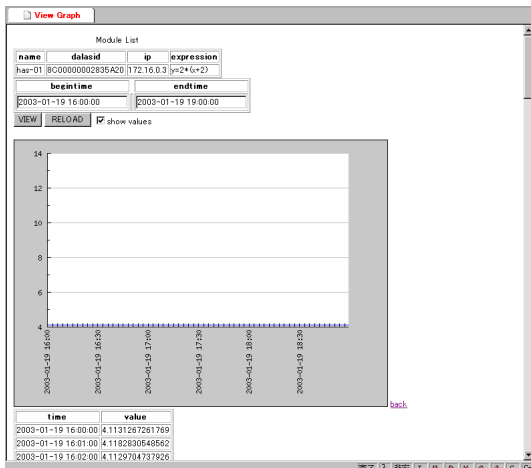 View Graph
Module List
name dalasid ip expression
has-01 8C00000002835A20 172.16.0.3 y=2*(x+2)
begintime endtime
2003-01-19 16:00:00 2003-01-19 19:00:00
VIEW RELOAD show values
14
12
10
8
6
4
2003-01-19 16:00
2003-01-19 16:30
2003-01-19 17:00
2003-01-19 17:30
2003-01-19 18:00
2003-01-19 18:30
back
time value
2003-01-19 16:00:00 4.1131267261769
2003-01-19 16:01:00 4.1182830548562
2003-01-19 16:02:00 4.1129704737926